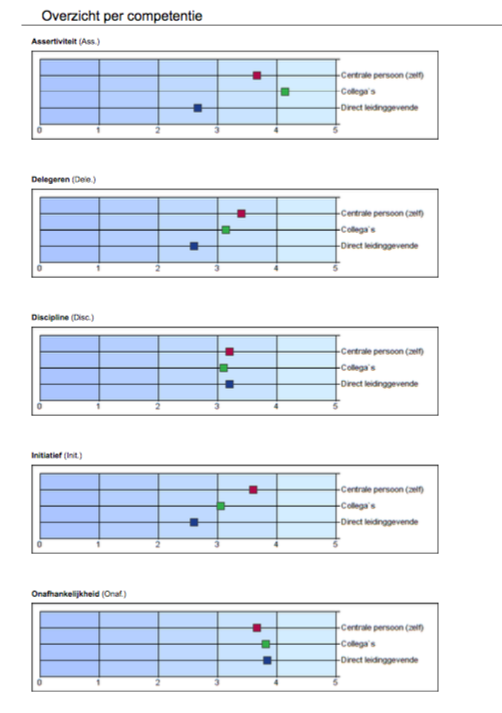 Overzicht per competentie
Assertiviteit (Ass.)
Centrale persoon (zelf)
Collega's
Direct leidinggevende
0 1 2 3 4 5
Delegeren (Dele.)
Centrale persoon (zelf)
Collega's
Direct leidinggevende
0 1 2 3 4 5
Discipline (Disc.)
Centrale persoon (zelf)
Collega's
Direct leidinggevende
0 1 2 3 4 5
Initiatief (Init.)
Centrale persoon (zelf)
Collega's
Direct leidinggevende
0 1 2 3 4 5
Onafhankelijkheid (Onaf.)
Centrale persoon (zelf)
Collega's
Direct leidinggevende
0 1 2 3 4 5